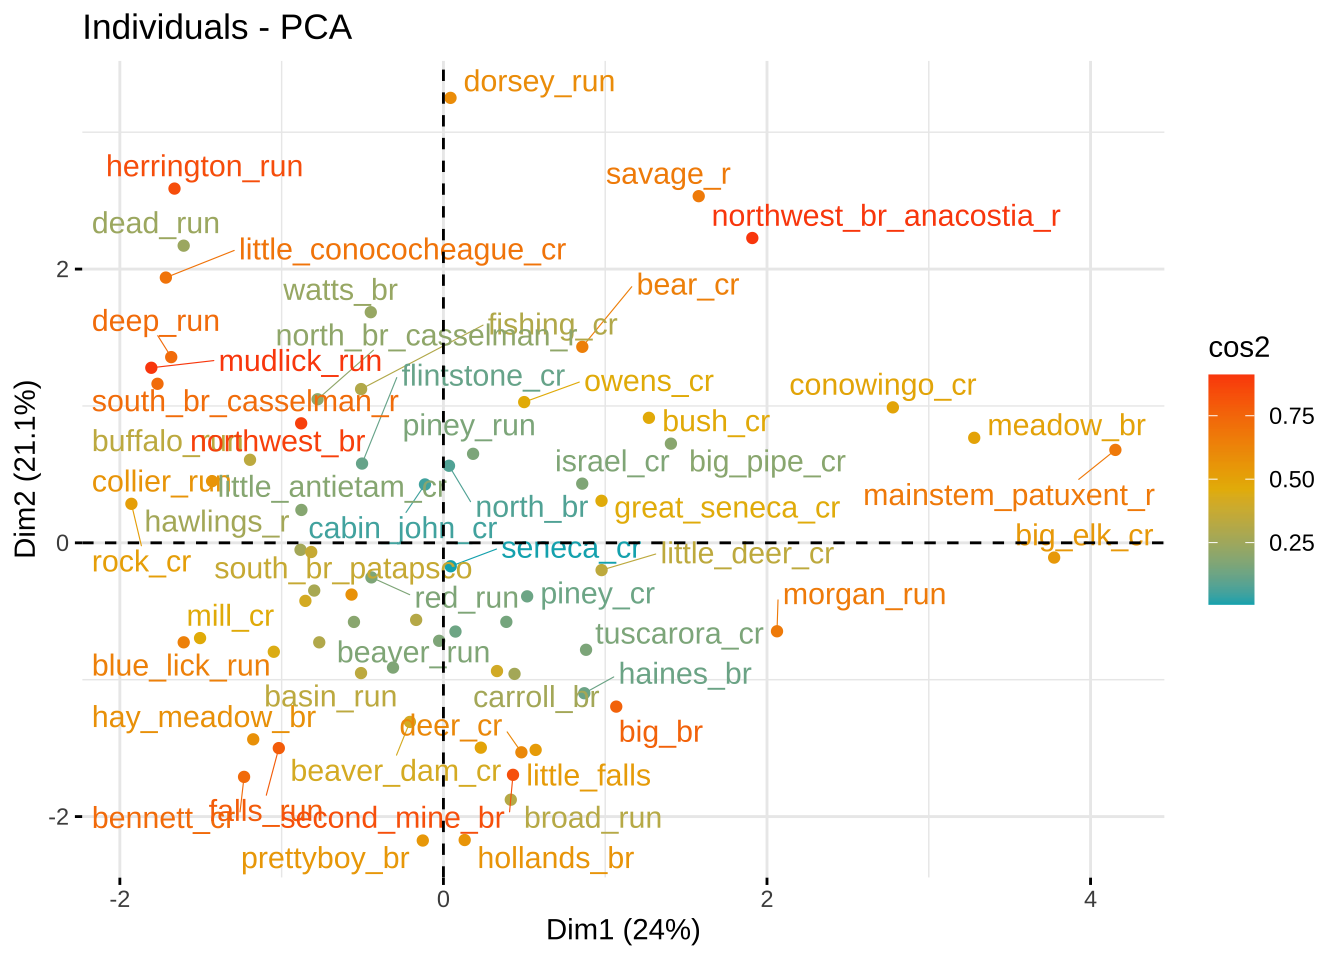 Individuals - PCA
dorsey_run
herrington_run
savage_r
northwest_br_anacostia_r
dead_run
little_conococheague_cr
bear_cr
watts_br
deep_run
fishing_cr
north_br_casselman_r
mudlick_run
flintstone_cr
owens_cr
conowingo_cr
south_br_casselman_r
bush_cr
meadow_br
piney_run
buffalo_run
northwest_br
israel_cr
big_pipe_cr
collier_run
little_antietam_cr
mainstem_patuxent_r
north_br
great_seneca_cr
hawlings_r
cabin_john_cr
big_elk_cr
seneca_cr
little_deer_cr
rock_cr
south_br_patapsco
red_run
piney_cr
morgan_run
mill_cr
tuscarora_cr
beaver_run
blue_lick_run
haines_br
basin_run
carroll_br
hay_meadow_br
deer_cr
big_br
beaver_dam_cr
little_falls
falls_run
bennett_cr
second_mine_br
broad_run
prettyboy_br
hollands_br
2
0
-2
Dim2 (21.1%)
-2
0
2
4
Dim1 (24%)
cos2
0.75
0.50
0.25